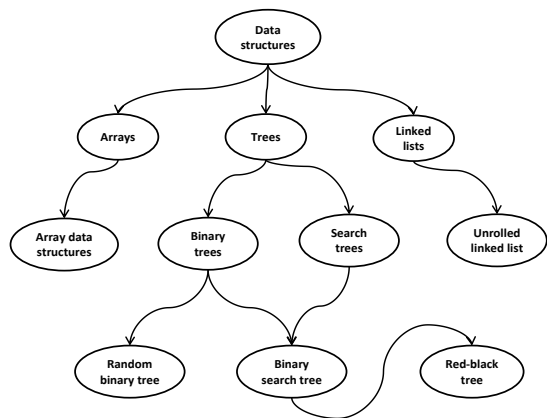 Data
structures
Arrays
Trees
Linked
lists
Array data
structures
Binary
trees
Search
trees
Unrolled
linked list
Random
binary tree
Binary
search tree
Red-black
tree